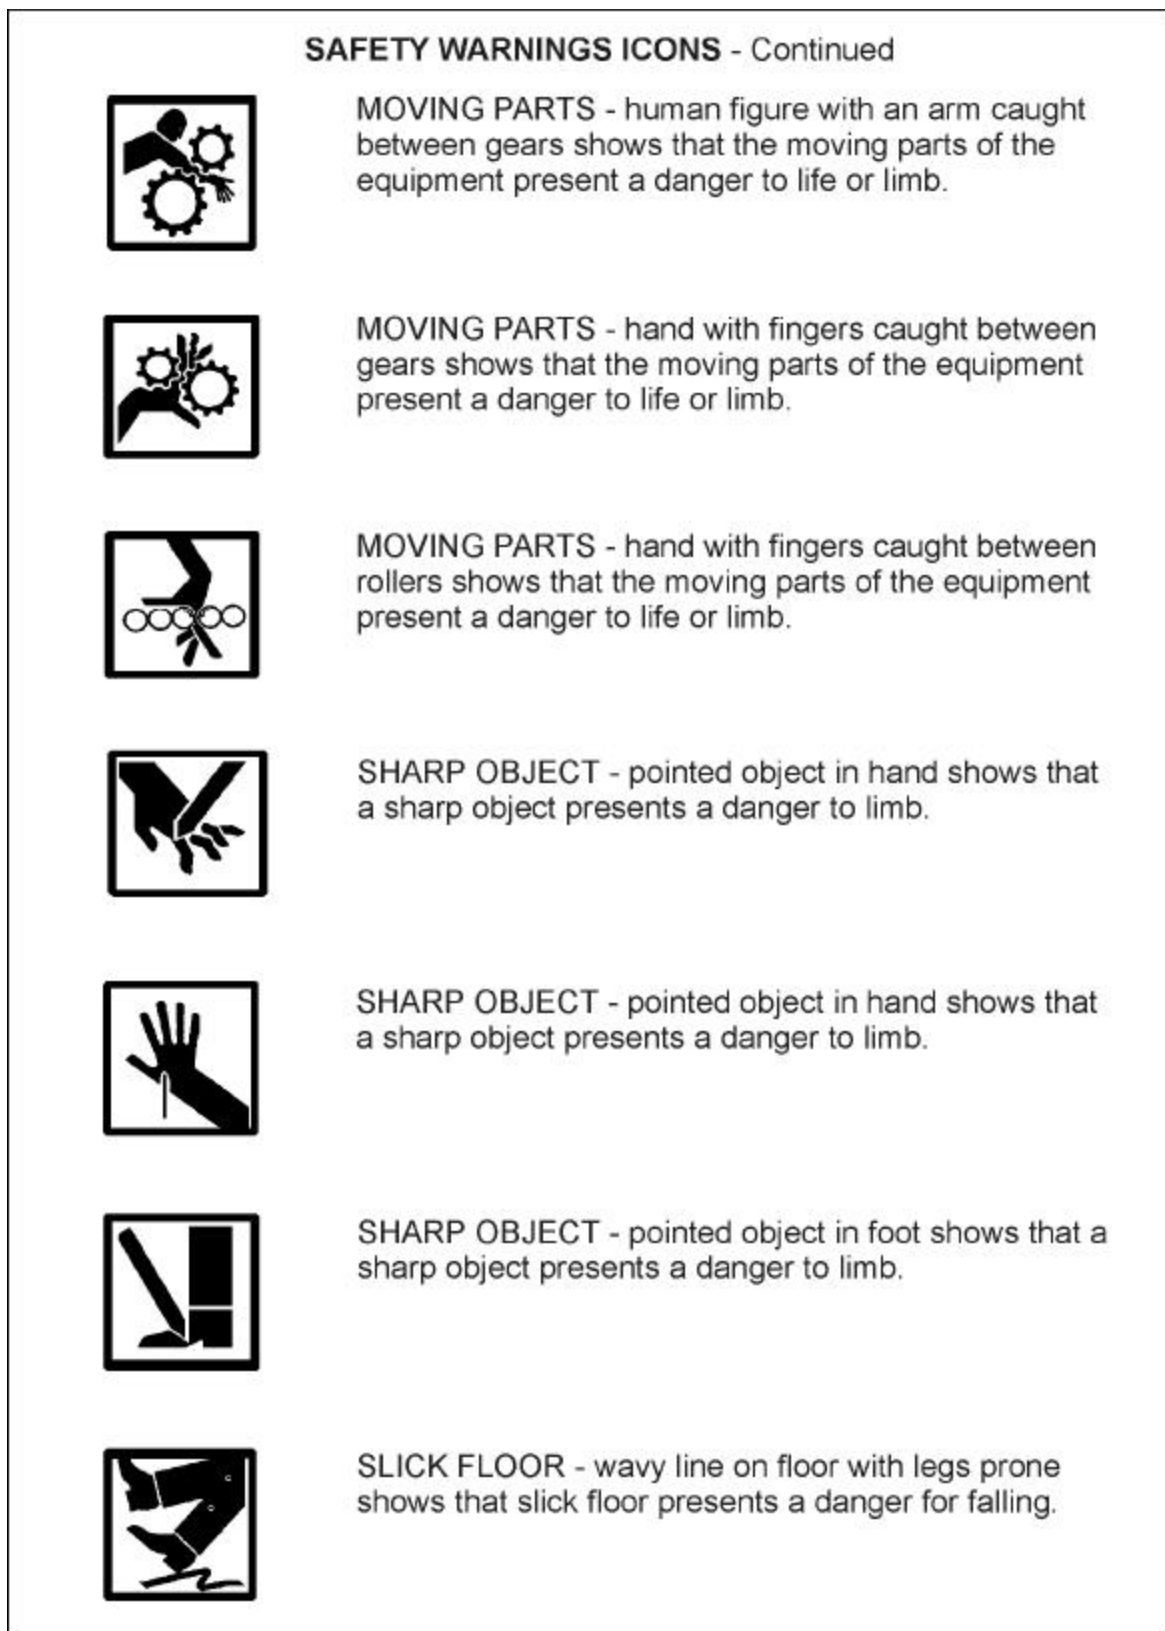 SAFETY WARNINGS ICONS - Continued
MOVING PARTS - human figure with an arm caught
between gears shows that the moving parts of the
equipment present a danger to life or limb.
MOVING PARTS - hand with fingers caught between
gears shows that the moving parts of the equipment
present a danger to life or limb.
MOVING PARTS - hand with fingers caught between
rollers shows that the moving parts of the equipment
present a danger to life or limb.
SHARP OBJECT - pointed object in hand shows that
a sharp object presents a danger to limb.
SHARP OBJECT - pointed object in hand shows that
a sharp object presents a danger to limb.
SHARP OBJECT - pointed object in foot shows that a
sharp object presents a danger to limb.
SLICK FLOOR - wavy line on floor with legs prone
shows that slick floor presents a danger for falling.